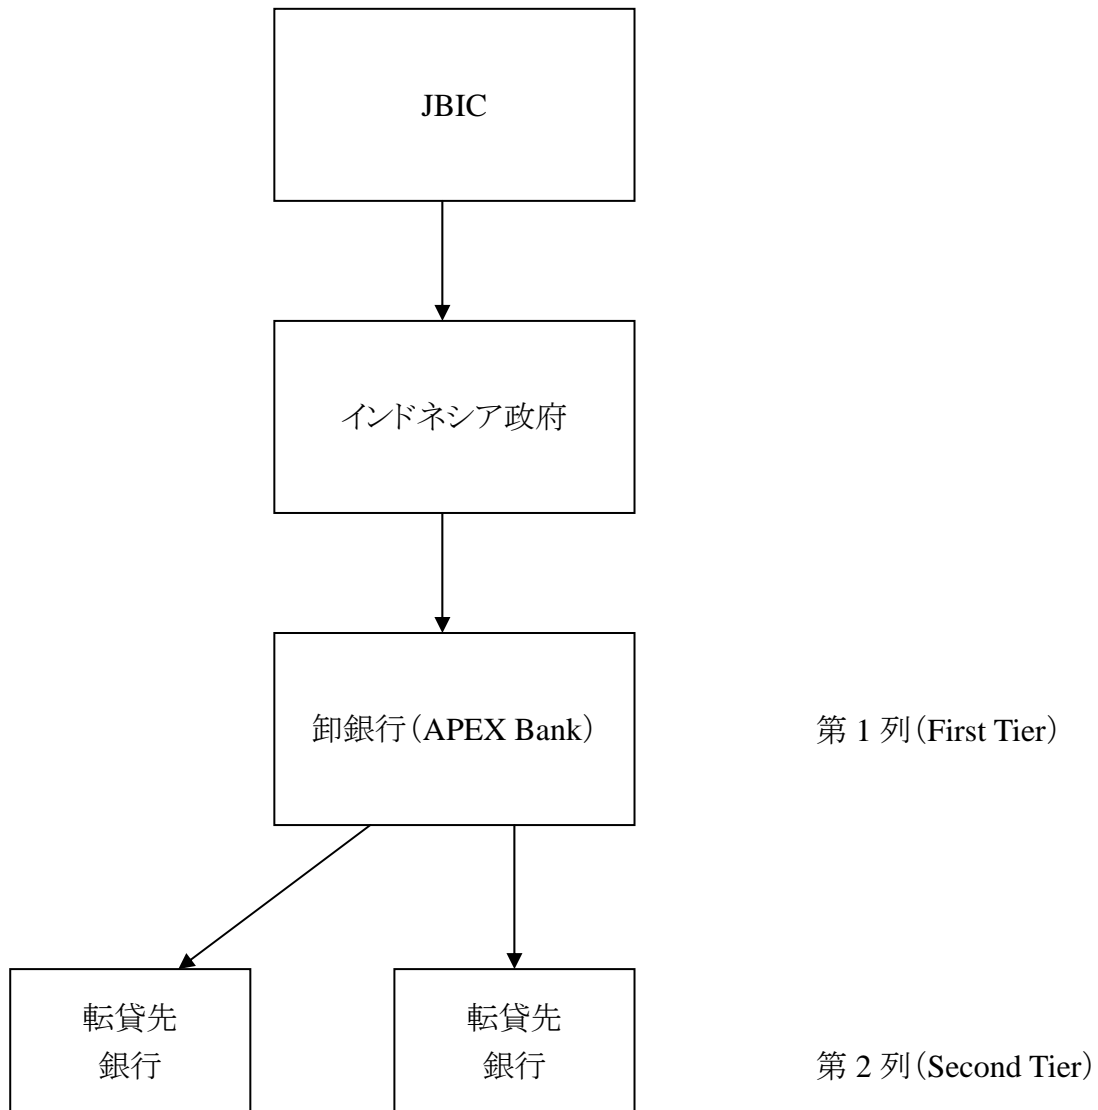 JBIC
インドネシア政府
卸銀行(APEX Bank)
第 1 列(First Tier)
転貸先
銀行
転貸先
銀行
第 2 列(Second Tier)